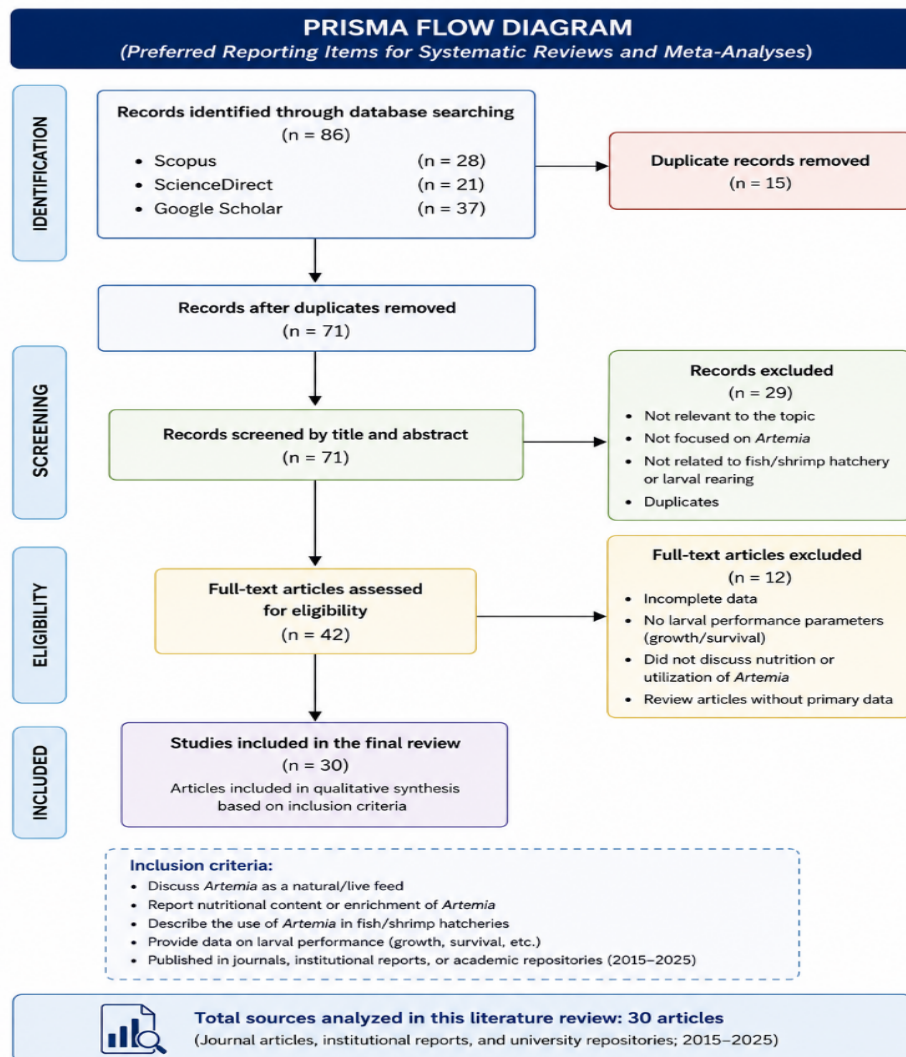 PRISMA FLOW DIAGRAM
(Preferred Reporting Items for Systematic Reviews and Meta-Analyses)
IDENTIFICATION
Records identified through database searching
(n = 86)
• Scopus (n = 28)
• ScienceDirect (n = 21)
• Google Scholar (n = 37)
Duplicate records removed
(n = 15)
Records after duplicates removed
(n = 71)
SCREENING
Records screened by title and abstract
(n = 71)
Records excluded
(n = 29)
• Not relevant to the topic
• Not focused on Artemia
• Not related to fish/shrimp hatchery
or larval rearing
• Duplicates
ELIGIBILITY
Full-text articles assessed
for eligibility
(n = 42)
Full-text articles excluded
(n = 12)
• Incomplete data
• No larval performance parameters
(growth/survival)
• Did not discuss nutrition or
utilization of Artemia
• Review articles without primary data
INCLUDED
Studies included in the final review
(n = 30)
Articles included in qualitative synthesis
based on inclusion criteria
Inclusion criteria:
• Discuss Artemia as a natural/live feed
• Report nutritional content or enrichment of Artemia
• Describe the use of Artemia in fish/shrimp hatcheries
• Provide data on larval performance (growth, survival, etc.)
• Published in journals, institutional reports, or academic repositories (2015–2025)
Total sources analyzed in this literature review: 30 articles
(Journal articles, institutional reports, and university repositories; 2015–2025)